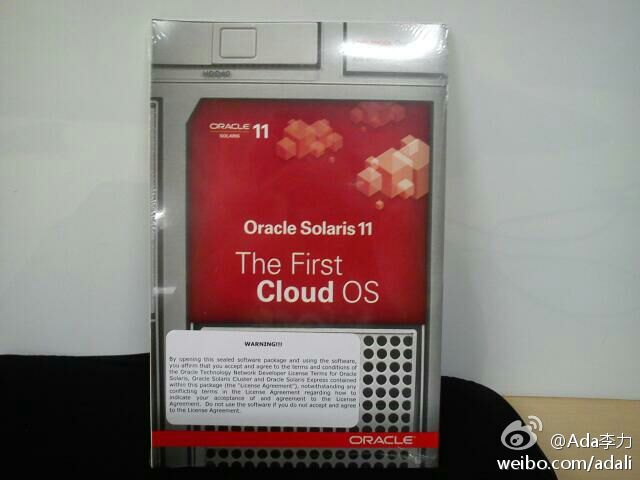 HDD4P
ORACLE 11
SOLARIS
Oracle Solaris 11
The First
Cloud OS
WARNING!!!
By opening this sealed software package and using the software,
you affirm that you accept and agree to the terms and conditions of
the Oracle Technology Network Developer License Terms for Oracle
Solaris, Oracle Solaris Cluster and Oracle Solaris Express contained
within this package (the "License Agreement"), notwithstanding any
conflicting terms in the License Agreement regarding how to
indicate your acceptance of and agreement to the License
Agreement. Do not use the software if you do not accept and agree
to the License Agreement.
ORACLE
@Ada李力
weibo.com/adali